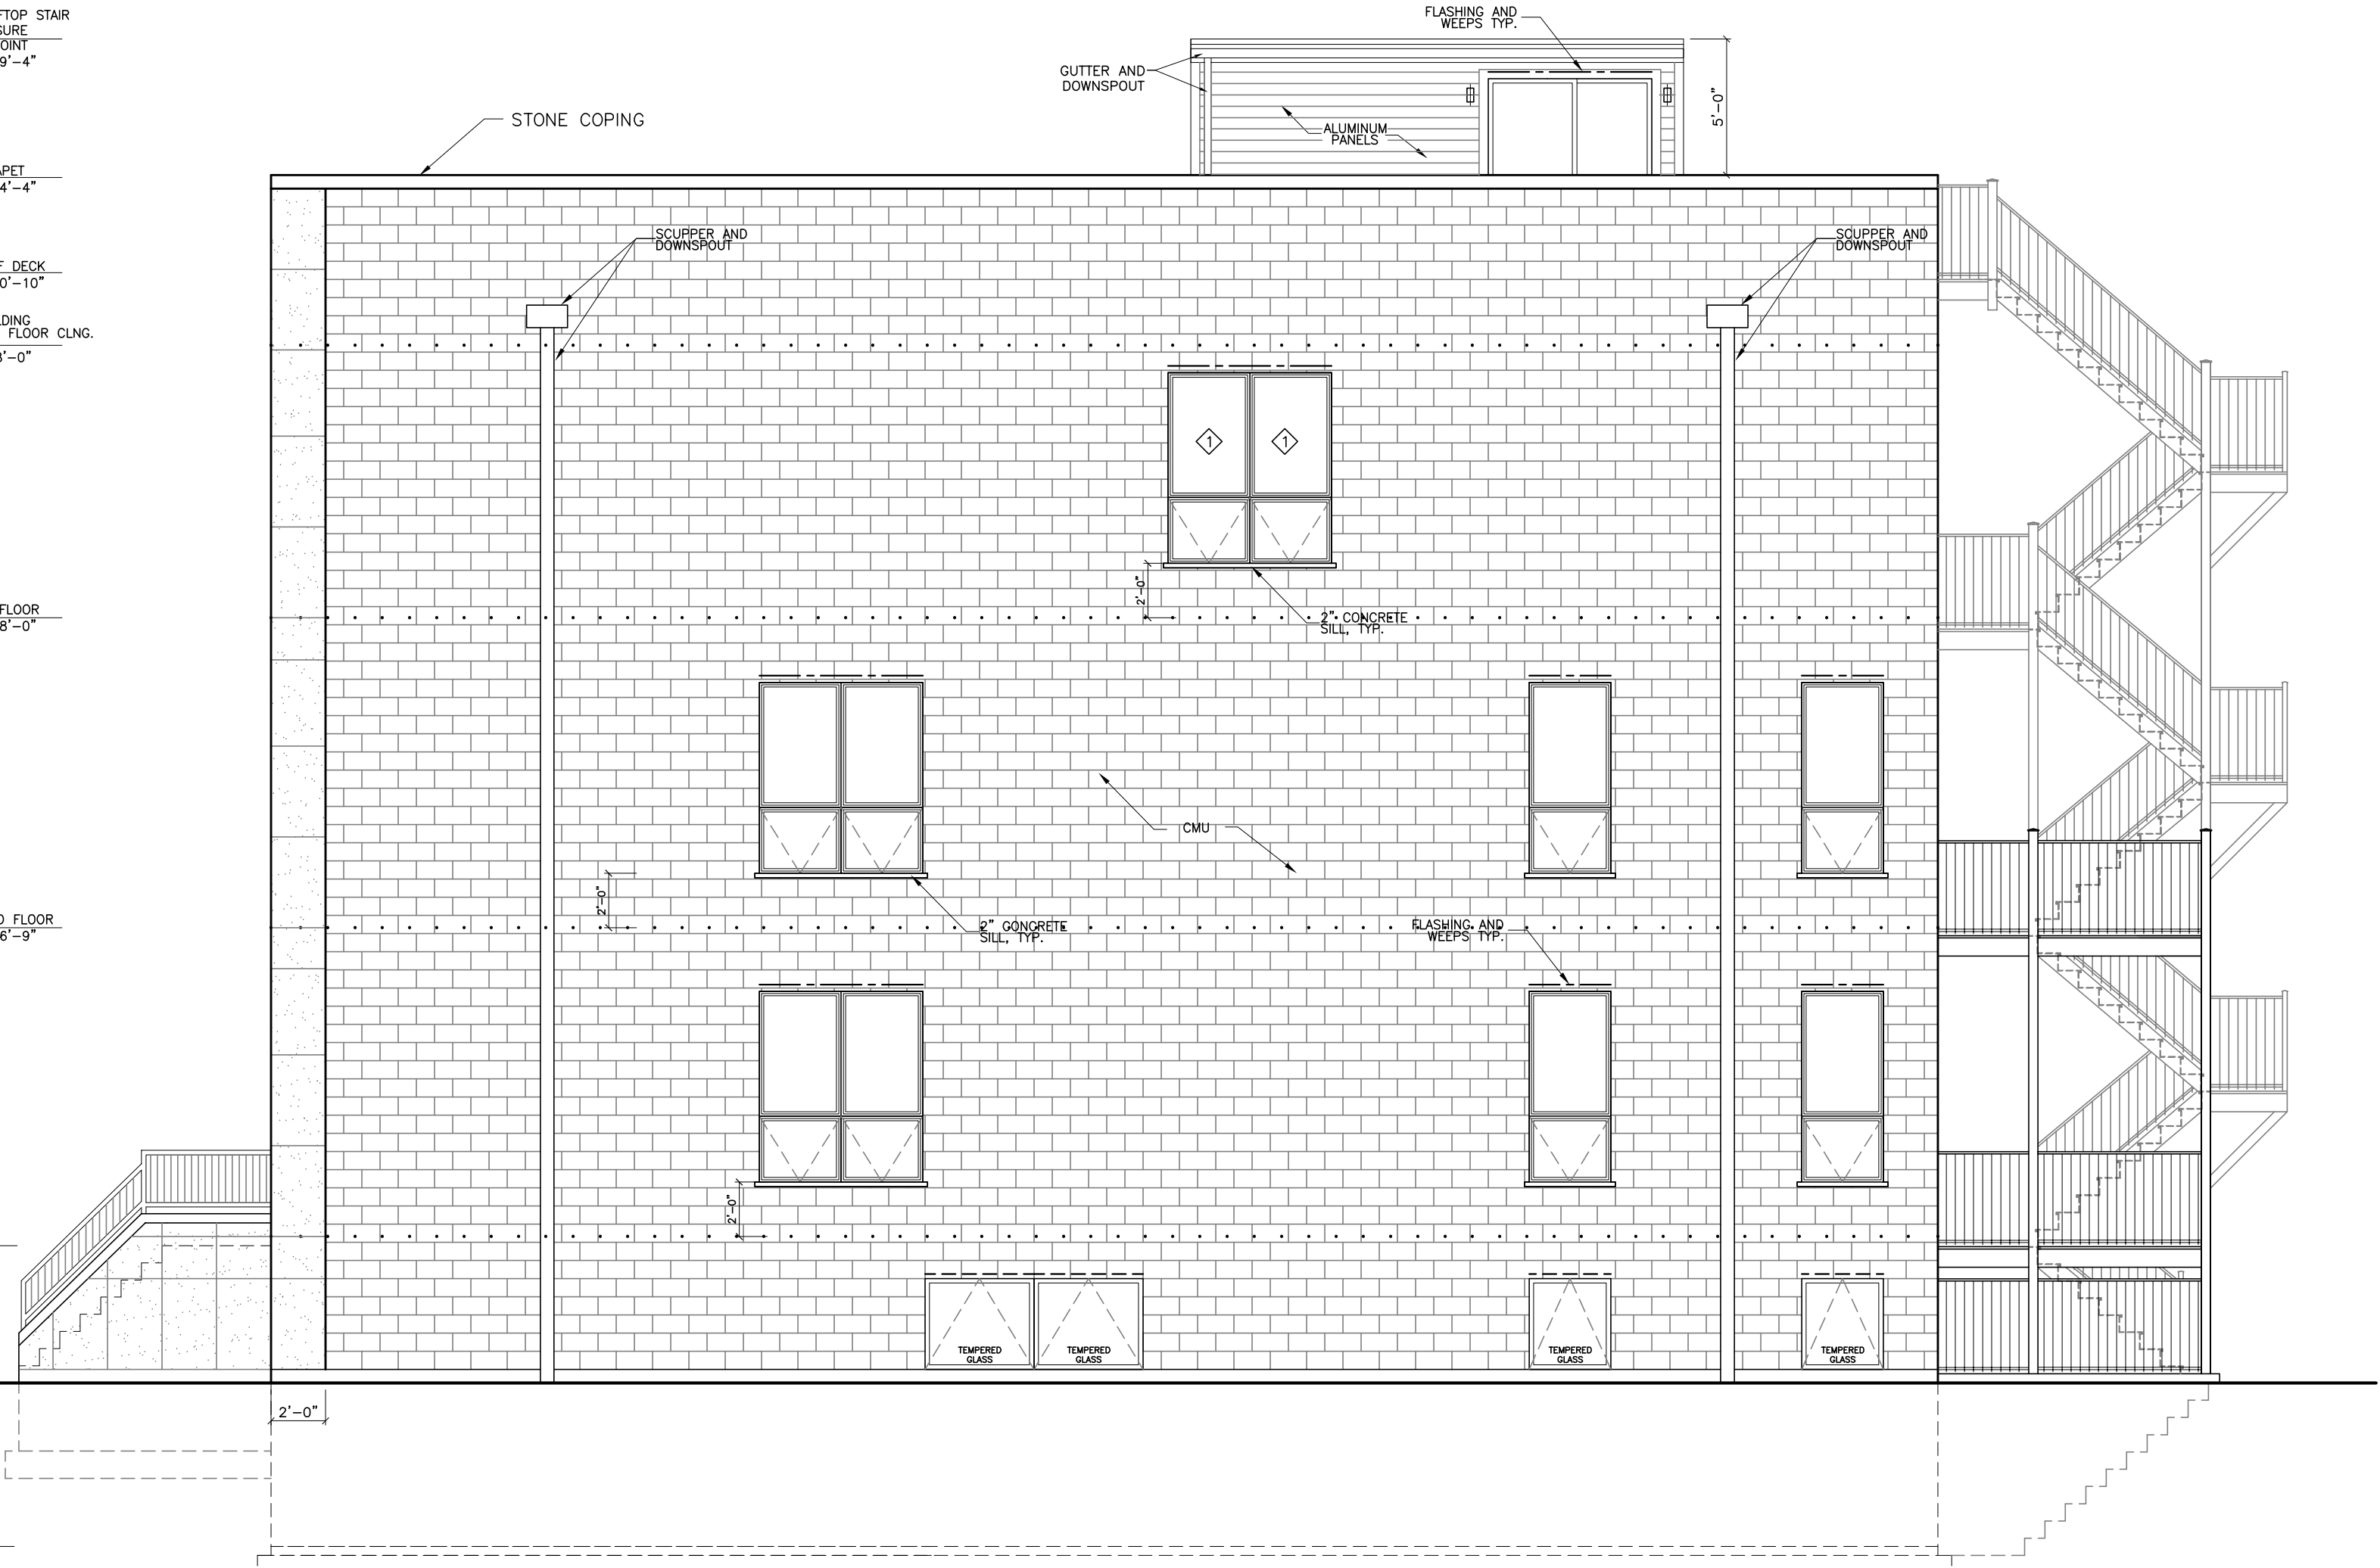 FTOP STAIR
SURE
OINT
9'-4"
APET
4'-4"
F DECK
0'-10"
LDING
FLOOR CLNG.
8'-0"
FLOOR
8'-0"
D FLOOR
6'-9"
STONE COPING
GUTTER AND
DOWNSPOUT
FLASHING AND
WEEPS TYP.
ALUMINUM
PANELS
5'-0"
SCUPPER AND
DOWNSPOUT
SCUPPER AND
DOWNSPOUT
1
1
2'-0"
2" CONCRETE
SILL, TYP.
CMU
2'-0"
2" CONCRETE
SILL, TYP.
FLASHING AND
WEEPS TYP.
2'-0"
TEMPERED
GLASS
TEMPERED
GLASS
TEMPERED
GLASS
TEMPERED
GLASS
2'-0"